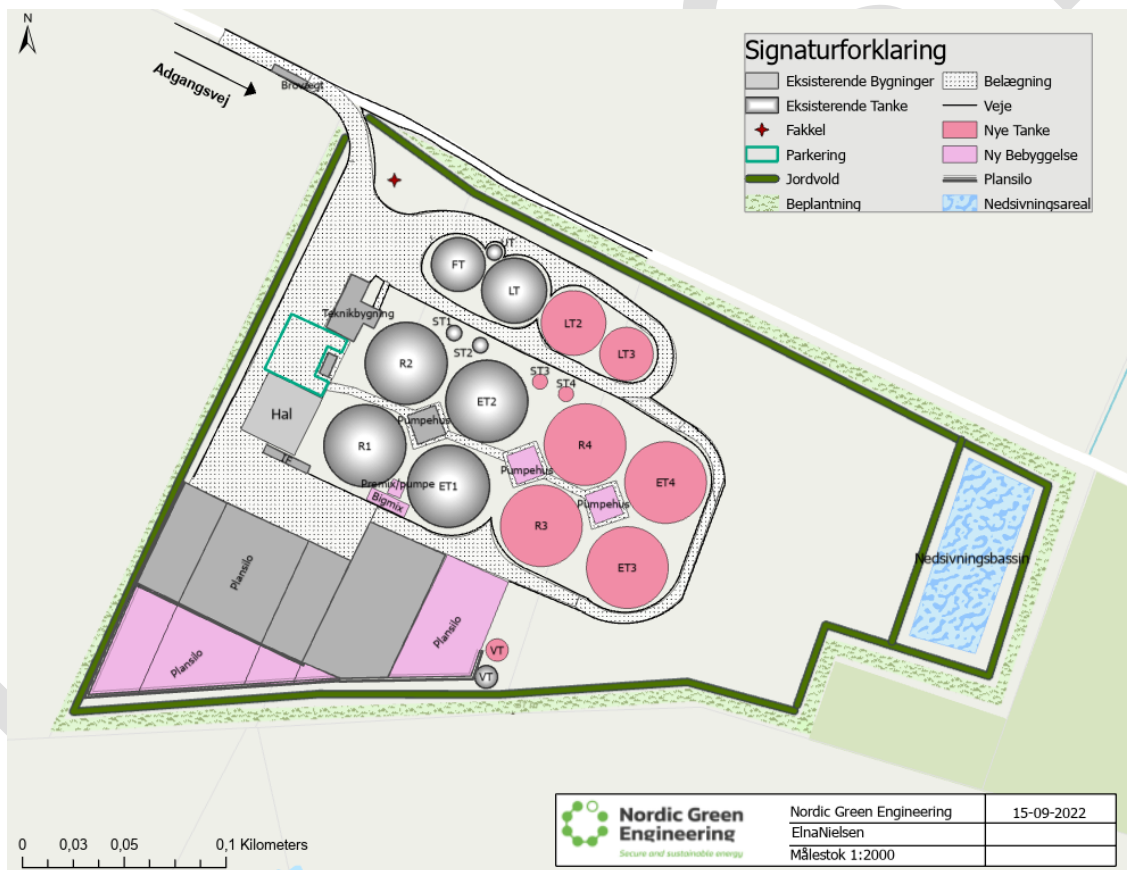 N
Adgangsvej
Brovægt
Signaturforklaring
Eksisterende Bygninger
Belægning
Eksisterende Tanke
Veje
Fakkel
Nye Tanke
Parkering
Ny Bebyggelse
Jordvold
Plansilo
Beplantning
Nedsivningsareal
UT
FT
LT
LT2
LT3
Teknikbygning
ST1
ST2
ST3
ST4
R2
ET2
Hal
Pumpehus
R1
R4
Pumpehus
ET4
Premix/pumpe
ET1
Bigmix
Pumpehus
R3
ET3
Nedsivningsbassin
Plansilo
Plansilo
Plansilo
VT
VT
0 0,03 0,05 0,1 Kilometers
Nordic Green
Engineering
Secure and sustainable energy
Nordic Green Engineering
15-09-2022
ElnaNielsen
Målestok 1:2000